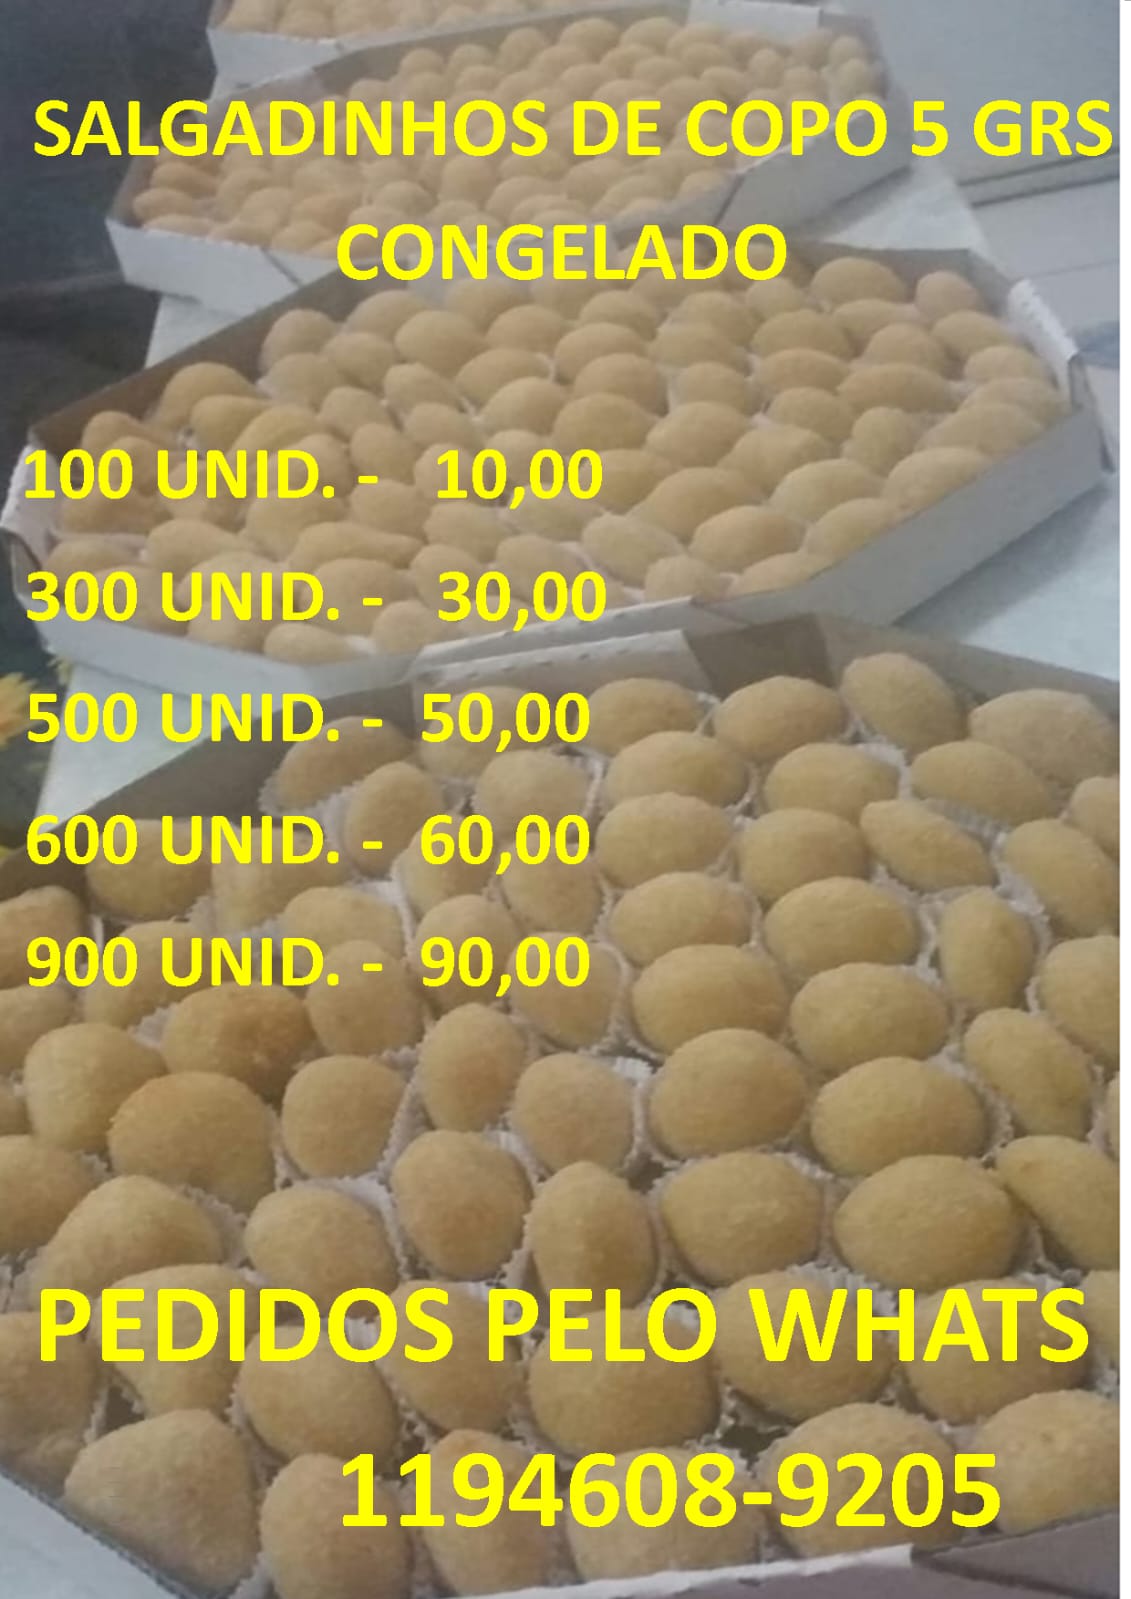 SALGADINHOS DE COPO 5 GRS
CONGELADO
100 UNID. - 10,00
300 UNID. - 30,00
500 UNID. - 50,00
600 UNID. - 60,00
900 UNID. - 90,00
PEDIDOS PELO WHATS
1194608-9205